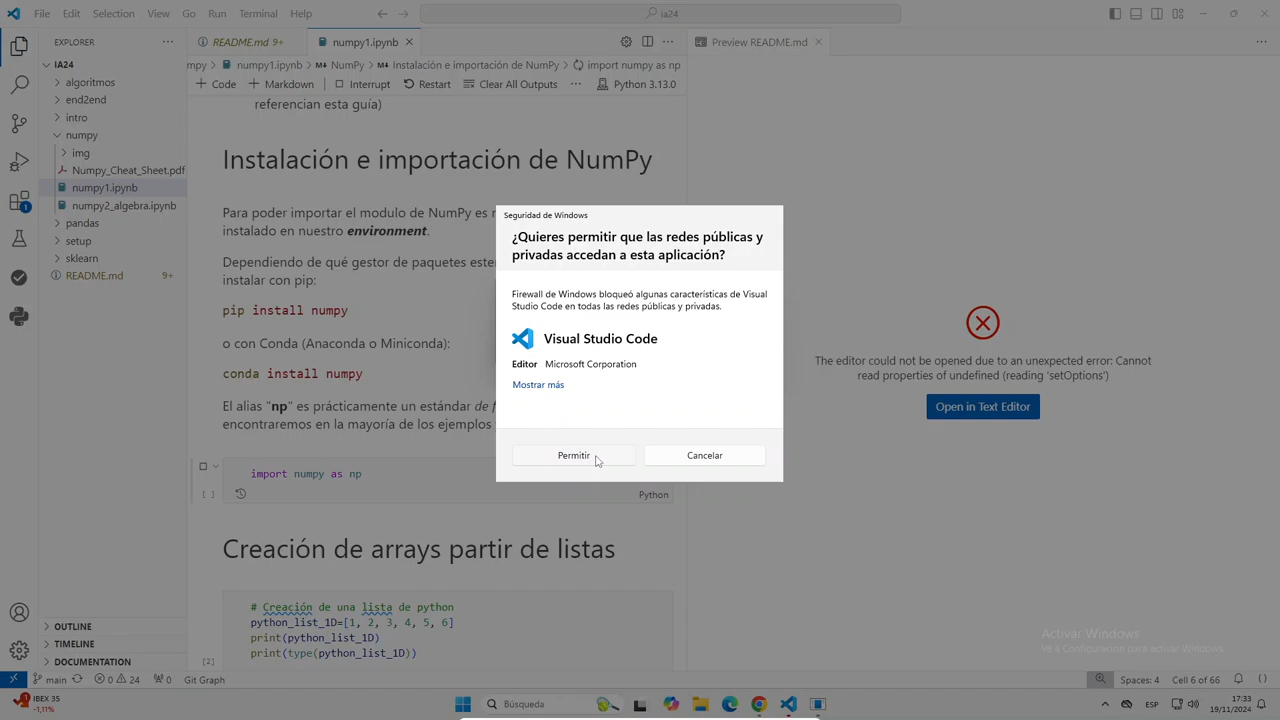 File Edit Selection View Go Run Terminal Help
ia24
EXPLORER
IA24
algoritmos
end2end
intro
numpy
img
Numpy_Cheat_Sheet.pdf
numpy1.ipynb
numpy2_algebra.ipynb
pandas
setup
sklearn
README.md 9+
OUTLINE
TIMELINE
DOCUMENTATION
1
README.md 9+
numpy1.ipynb
mpy > numpy1.ipynb > NumPy > Instalación e importación de NumPy > import numpy as np
Code Markdown Interrupt Restart Clear All Outputs Python 3.13.0
referencian esta guía)
Instalación e importación de NumPy
Para poder importar el modulo de NumPy es
instalado en nuestro environment.
Dependiendo de qué gestor de paquetes
instalar con pip:
pip install numpy
o con Conda (Anaconda o Miniconda):
conda install numpy
El alias "np" es prácticamente un estándar de
encontraremos en la mayoría de los ejemplos
import numpy as np
[ ]
Python
Creación de arrays partir de listas
# Creación de una lista de python
python_list_1D=[1, 2, 3, 4, 5, 6]
print(python_list_1D)
print(type(python_list_1D))
[2]
Seguridad de Windows
¿Quieres permitir que las redes públicas y
privadas accedan a esta aplicación?
Firewall de Windows bloqueó algunas características de Visual
Studio Code en todas las redes públicas y privadas.
Visual Studio Code
Editor Microsoft Corporation
Mostrar más
Permitir
Cancelar
Preview README.md
The editor could not be opened due to an unexpected error: Cannot
read properties of undefined (reading 'setOptions')
Open in Text Editor
Activar Windows
Ve a Configuración para activar Windows.
main 0 24 0 Git Graph
Spaces: 4 Cell 6 of 66
1
IBEX 35
-1,11%
Búsqueda
ESP
17:33
19/11/2024